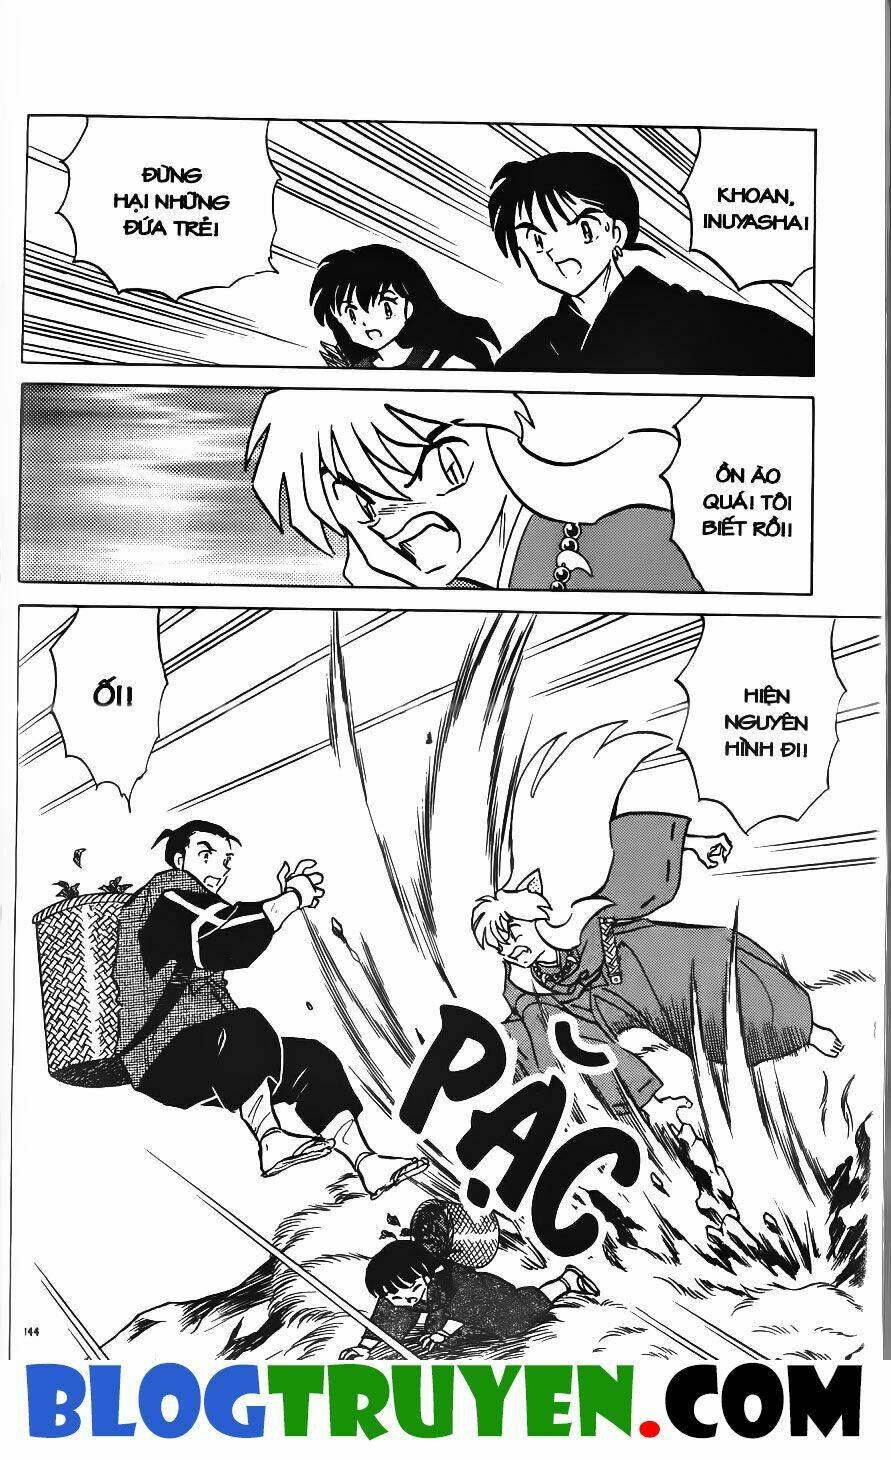 KHOAN,
INUYASHA!
ĐỪNG
HẠI NHỮNG
ĐỨA TRẺ!
ỒN ÀO
QUÁ! TÔI
BIẾT RỒI!
HIỆN
NGUYÊN
HÌNH ĐI!
ỐI!!
PẶC
144
BLOGTRUYEN.COM